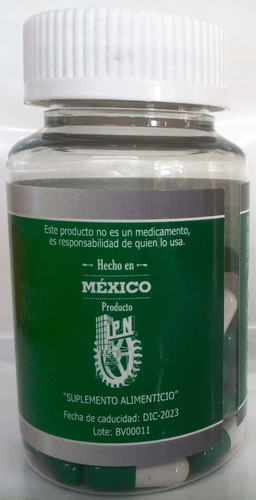 Este producto no es un medicamento,
es responsabilidad de quien lo usa.
Hecho en
MÉXICO
Producto
IPN
"SUPLEMENTO ALIMENTICIO"
Fecha de caducidad: DIC-2023
Lote: BV00011